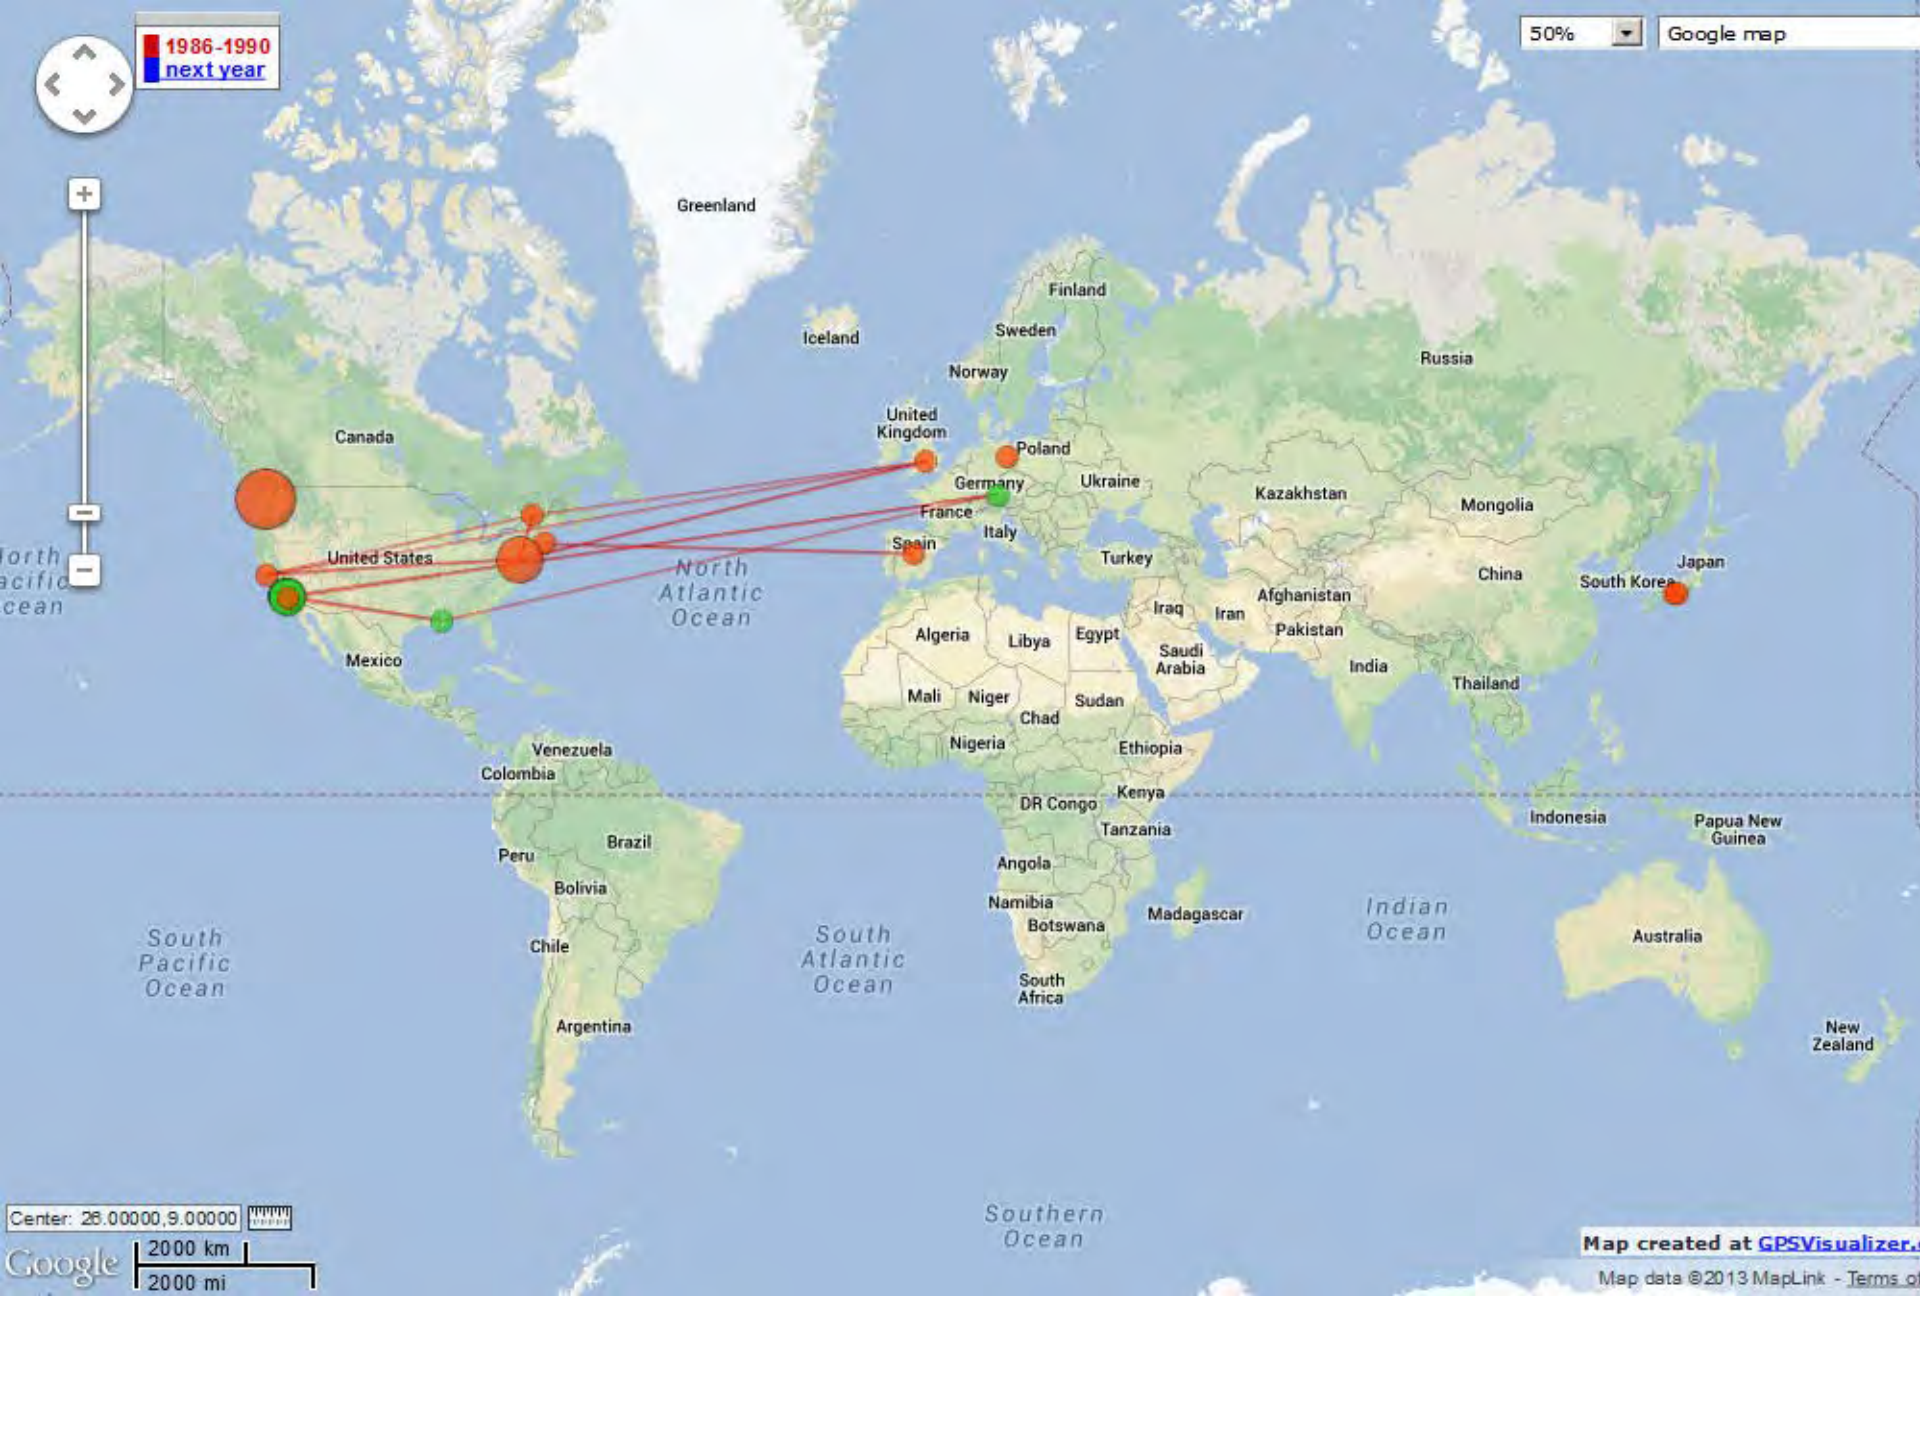 1986-1990
next year
50%
Google map
Greenland
Finland
Iceland
Sweden
Russia
Norway
United
Kingdom
Canada
Poland
Germany
Ukraine
Kazakhstan
Mongolia
France
Italy
Spain
United States
Turkey
Japan
South Korea
China
North
Atlantic
Ocean
orth
acific
cean
Afghanistan
Iraq
Iran
Pakistan
Algeria
Libya
Egypt
Saudi
Arabia
India
Mexico
Thailand
Mali
Niger
Sudan
Chad
Nigeria
Ethiopia
Venezuela
Colombia
Kenya
DR Congo
Tanzania
Indonesia
Papua New
Guinea
Brazil
Peru
Angola
Bolivia
Namibia
Botswana
Madagascar
Indian
Ocean
South
Pacific
Ocean
Chile
South
Atlantic
Ocean
Australia
South
Africa
Argentina
New
Zealand
Southern
Ocean
Center: 26.00000,9.00000
Google
2000 km
2000 mi
Map created at GPSVisualizer.
Map data ©2013 MapLink - Terms of